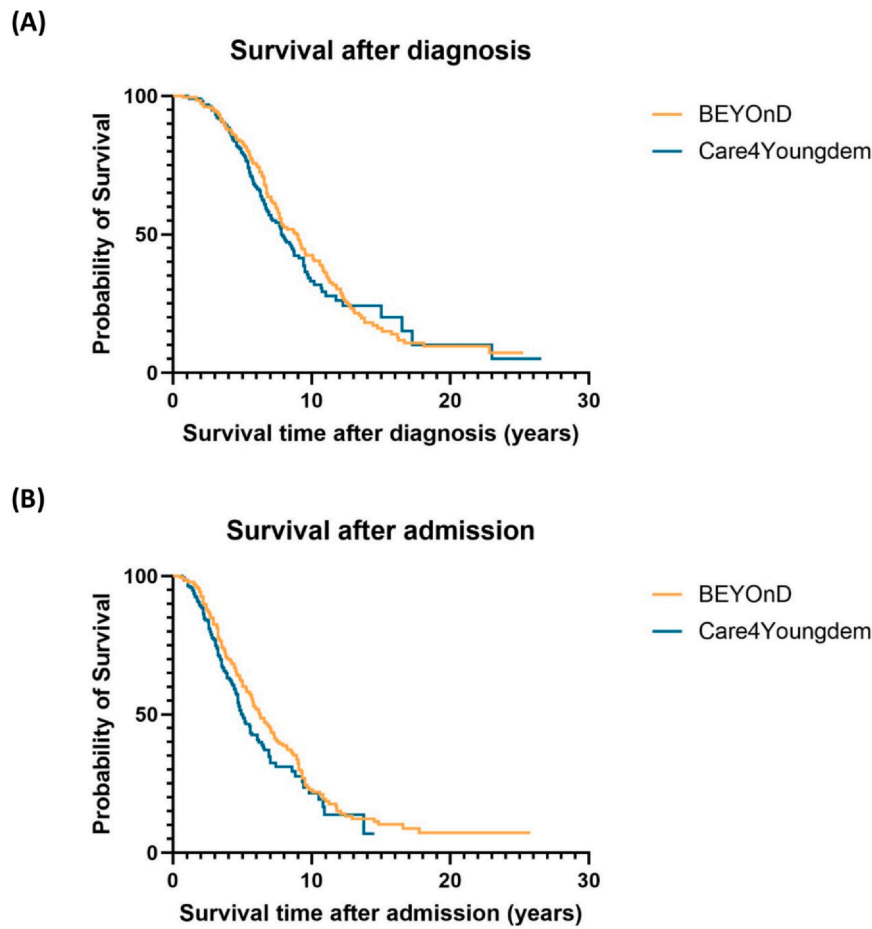 (A)
Survival after diagnosis
BEYOnD
Care4Youngdem
Probability of Survival
100
50
0
0 10 20 30
Survival time after diagnosis (years)
(B)
Survival after admission
BEYOnD
Care4Youngdem
Probability of Survival
100
50
0
0 10 20 30
Survival time after admission (years)